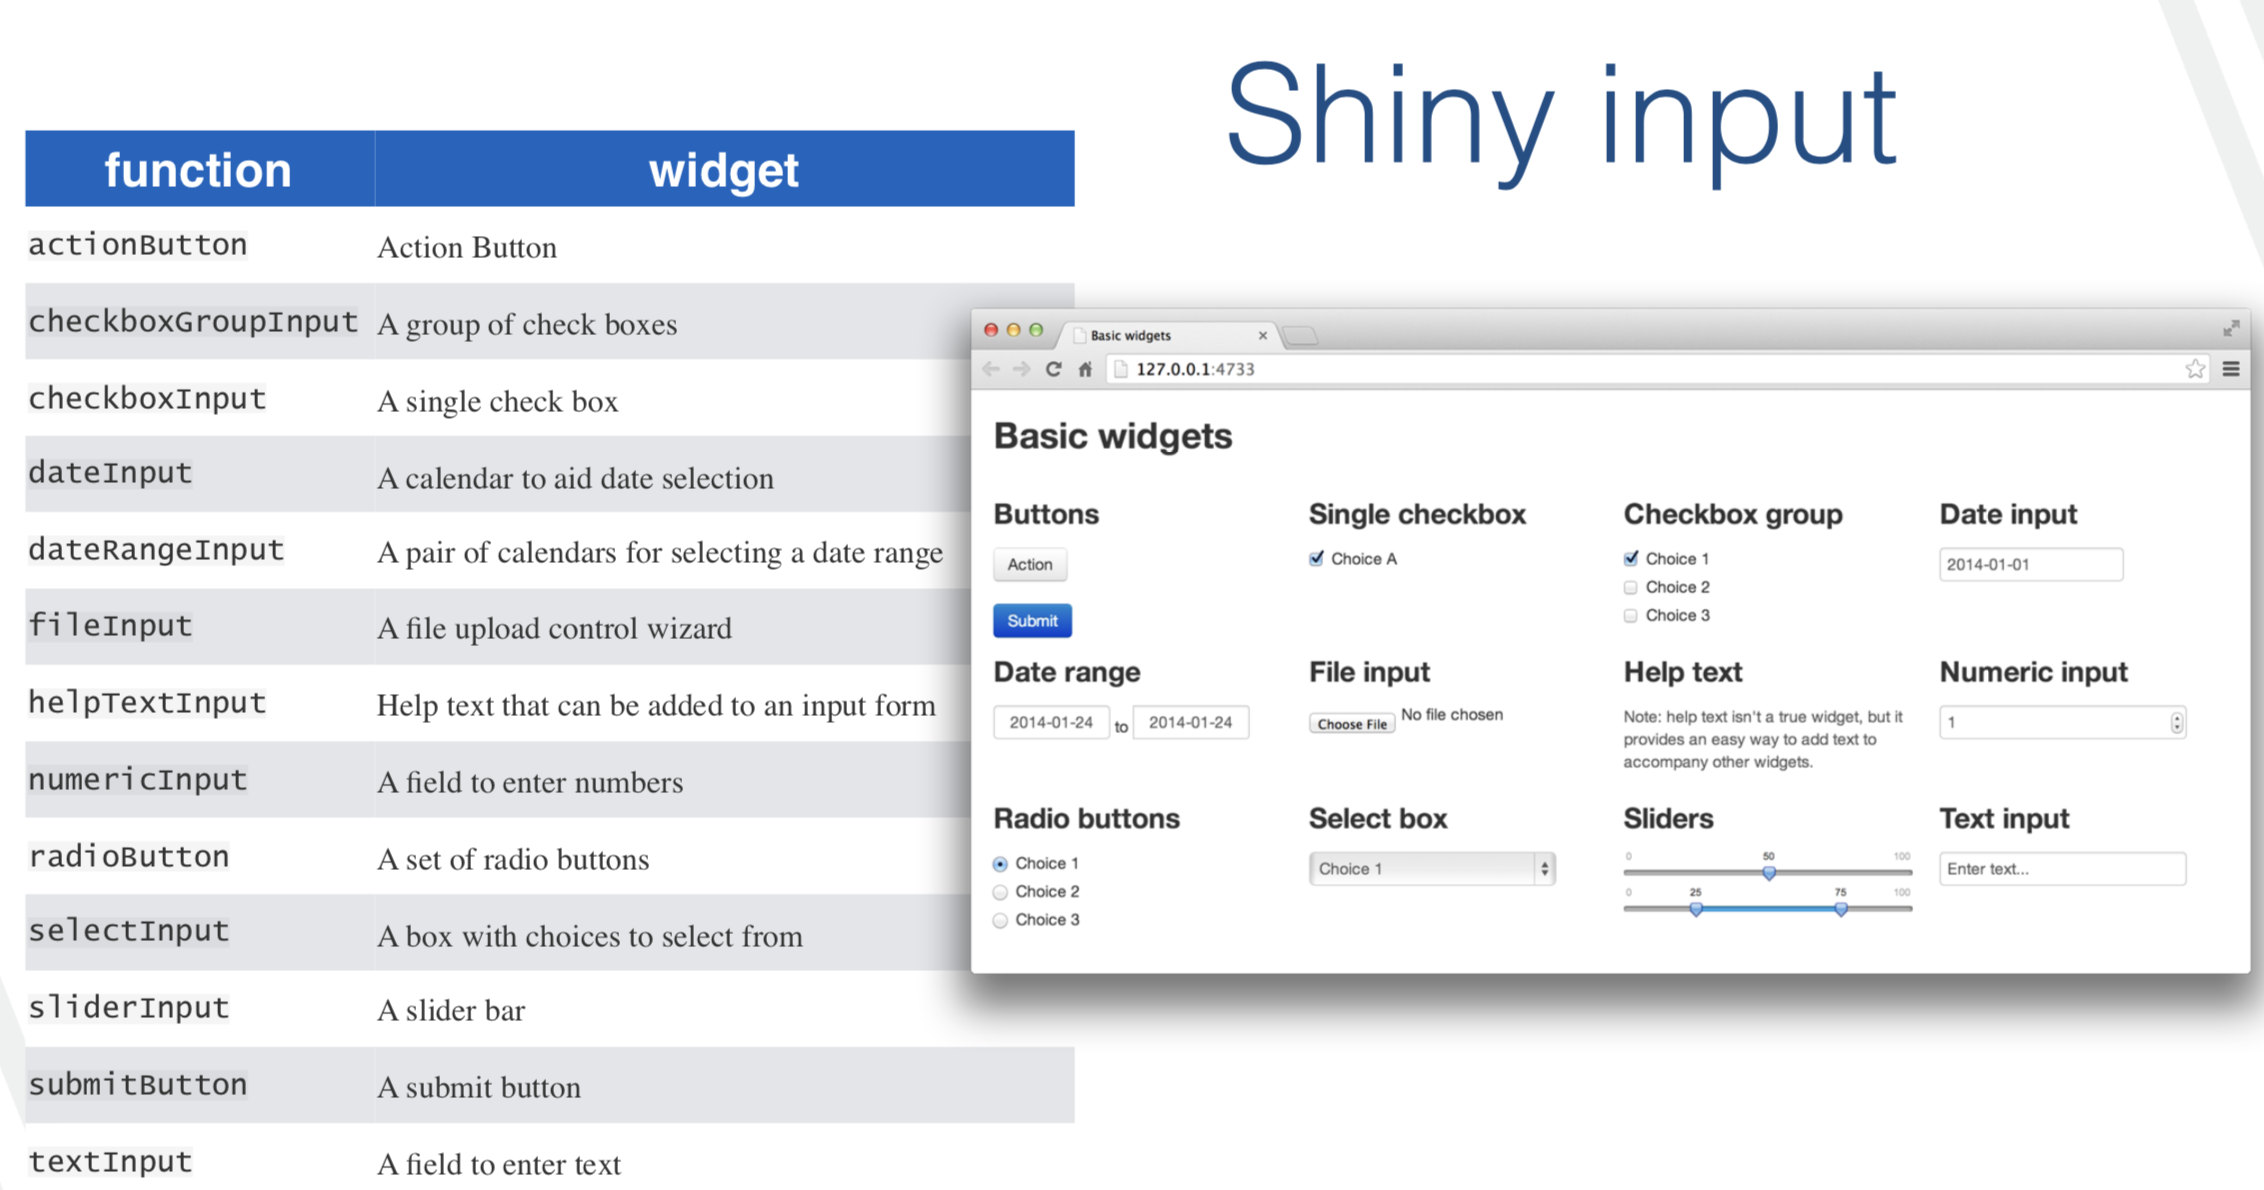 Shiny input
function widget
actionButton Action Button
checkboxGroupInput A group of check boxes
checkboxInput A single check box
dateInput A calendar to aid date selection
dateRangeInput A pair of calendars for selecting a date range
fileInput A file upload control wizard
helpTextInput Help text that can be added to an input form
numericInput A field to enter numbers
radioButton A set of radio buttons
selectInput A box with choices to select from
sliderInput A slider bar
submitButton A submit button
textInput A field to enter text
Basic widgets
127.0.0.1:4733
Basic widgets
Buttons
Action
Submit
Single checkbox
Choice A
Checkbox group
Choice 1
Choice 2
Choice 3
Date input
2014-01-01
Date range
2014-01-24 to 2014-01-24
File input
Choose File No file chosen
Help text
Note: help text isn't a true widget, but it
provides an easy way to add text to
accompany other widgets.
Numeric input
1
Radio buttons
Choice 1
Choice 2
Choice 3
Select box
Choice 1
Sliders
0 50 100
0 25 75 100
Text input
Enter text...